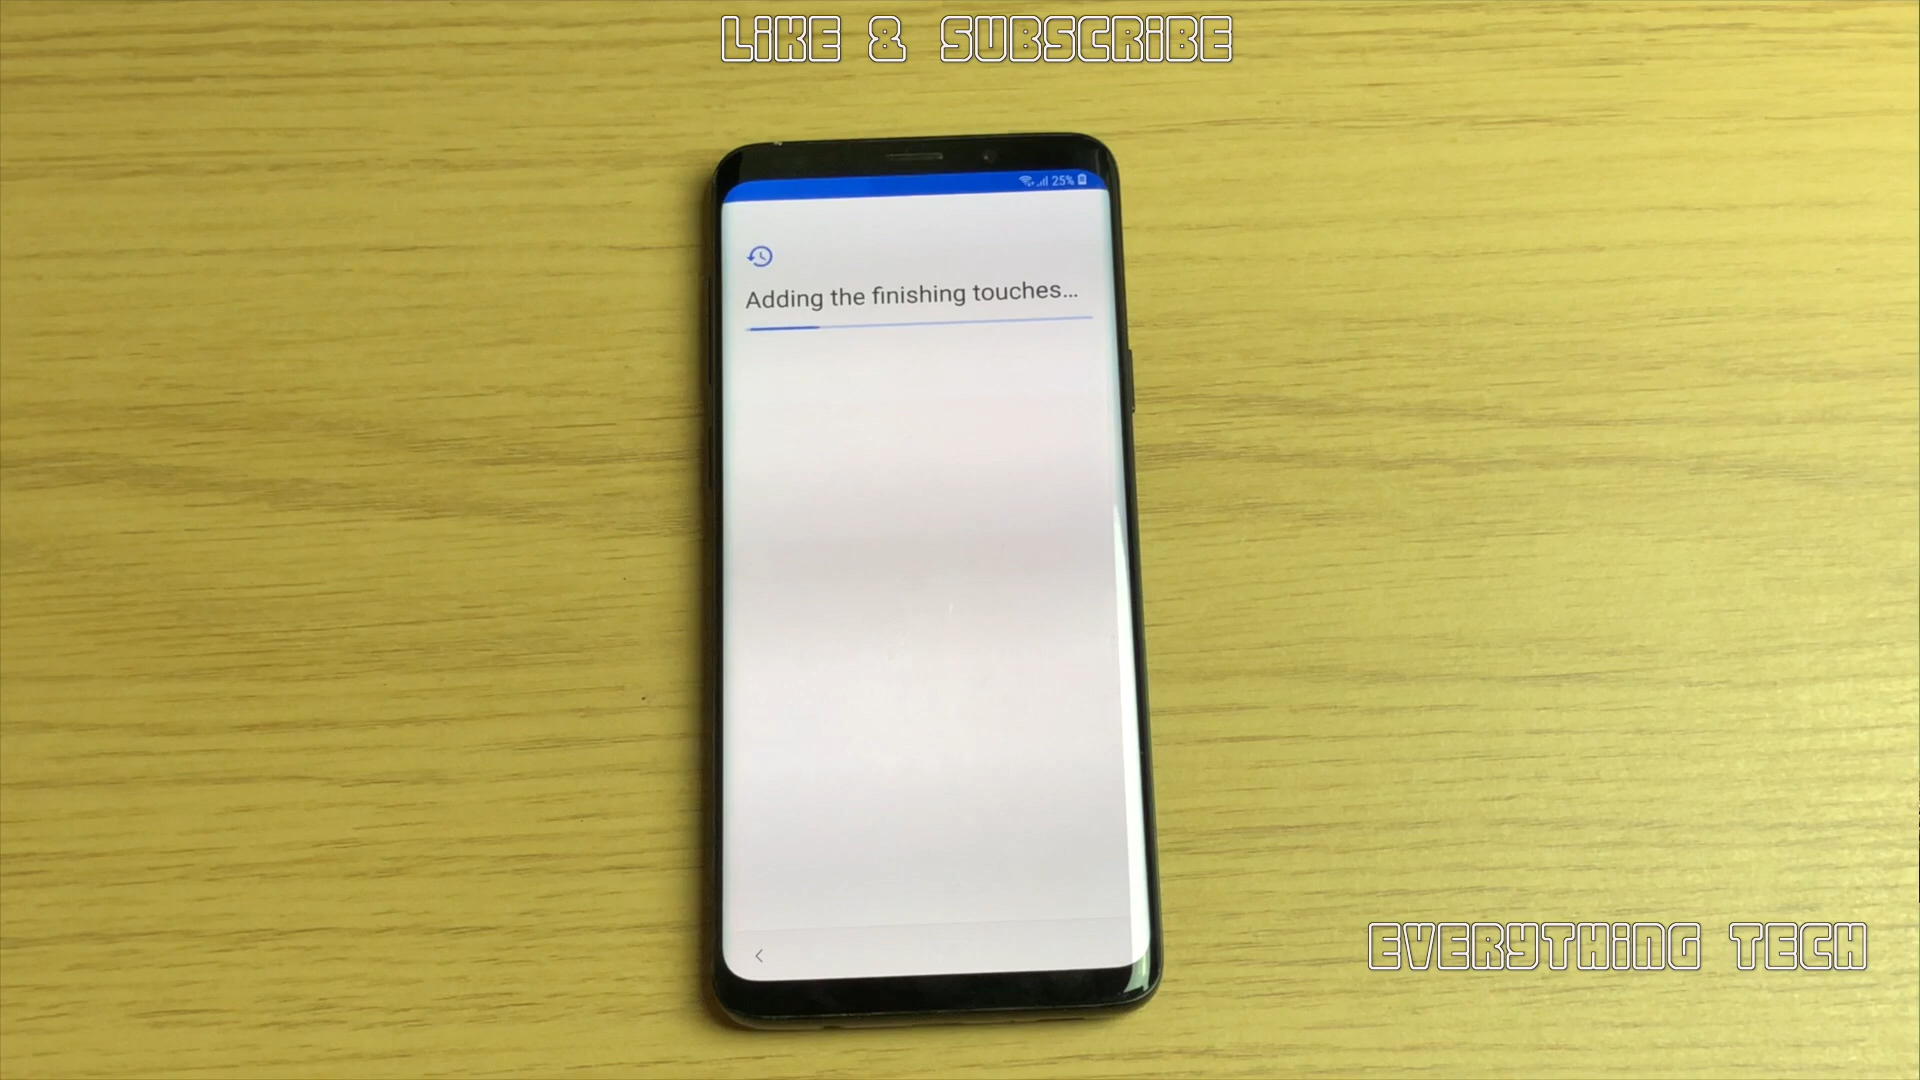 LiKE & SUBSCRiBE
25%
Adding the finishing touches...
EVERYTHiNG TECH